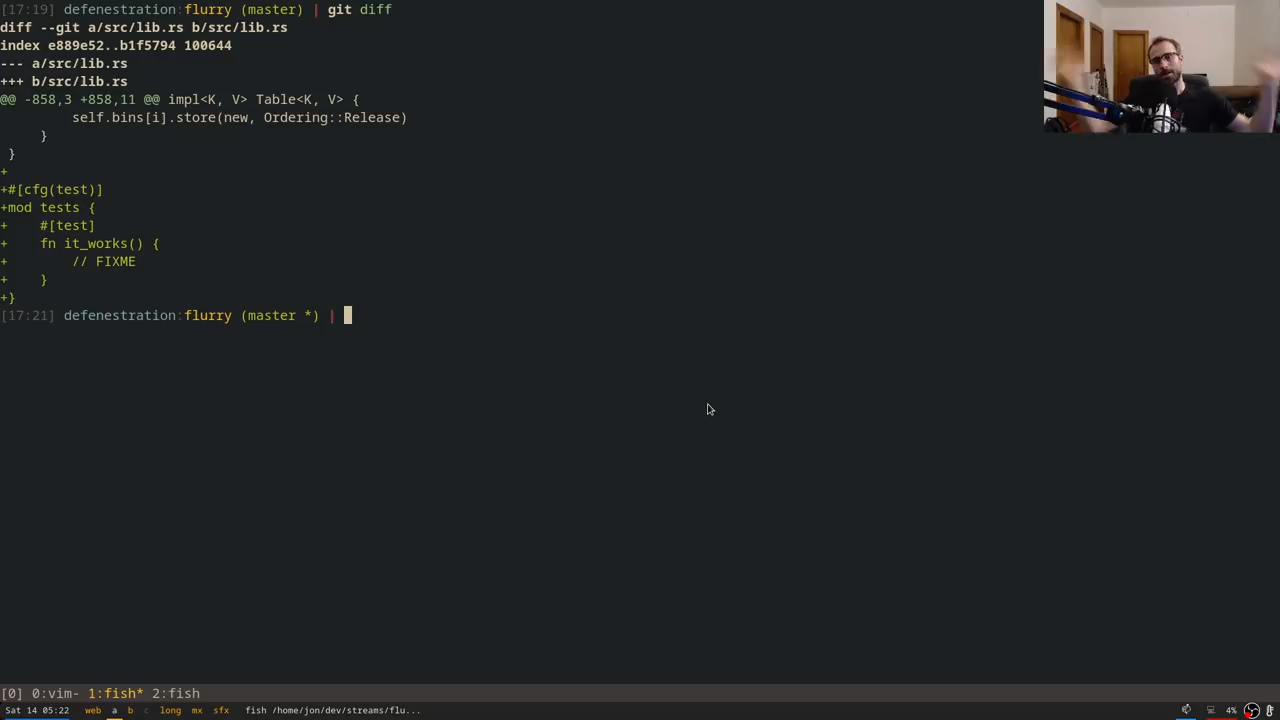 [17:19] defenestration:flurry (master) | git diff
diff --git a/src/lib.rs b/src/lib.rs
index e889e52..b1f5794 100644
--- a/src/lib.rs
+++ b/src/lib.rs
@@ -858,3 +858,11 @@ impl<K, V> Table<K, V> {
         self.bins[i].store(new, Ordering::Release)
     }
 }
+
+#[cfg(test)]
+mod tests {
+    #[test]
+    fn it_works() {
+        // FIXME
+    }
+}
[17:21] defenestration:flurry (master *) |
[0] 0:vim- 1:fish* 2:fish
Sat 14 05:22 web a b c long mx sfx fish /home/jon/dev/streams/flu... 4%